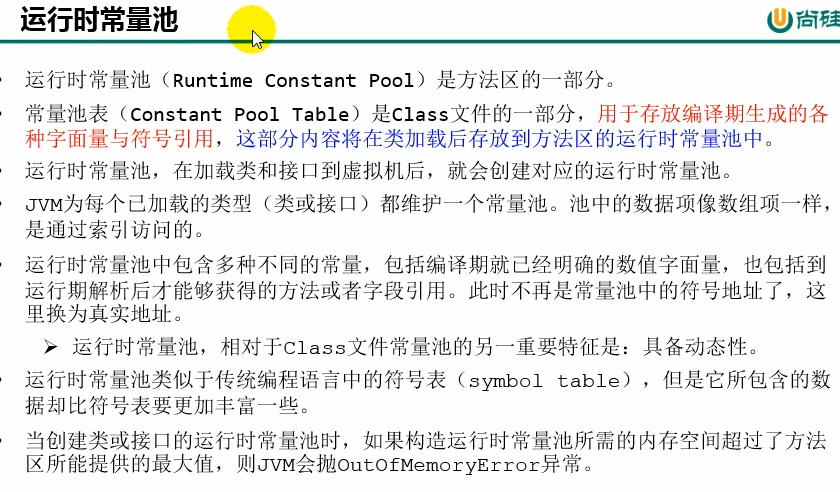 运行时常量池
尚硅
运行时常量池（Runtime Constant Pool）是方法区的一部分。
常量池表（Constant Pool Table）是Class文件的一部分，用于存放编译期生成的各
种字面量与符号引用，这部分内容将在类加载后存放到方法区的运行时常量池中。
运行时常量池，在加载类和接口到虚拟机后，就会创建对应的运行时常量池。
JVM为每个已加载的类型（类或接口）都维护一个常量池。池中的数据项像数组项一样，
是通过索引访问的。
运行时常量池中包含多种不同的常量，包括编译期就已经明确的数值字面量，也包括到
运行期解析后才能够获得的方法或者字段引用。此时不再是常量池中的符号地址了，这
里换为真实地址。
运行时常量池，相对于Class文件常量池的另一重要特征是：具备动态性。
运行时常量池类似于传统编程语言中的符号表（symbol table），但是它所包含的数
据却比符号表要更加丰富一些。
当创建类或接口的运行时常量池时，如果构造运行时常量池所需的内存空间超过了方法
区所能提供的最大值，则JVM会抛OutOfMemoryError异常。